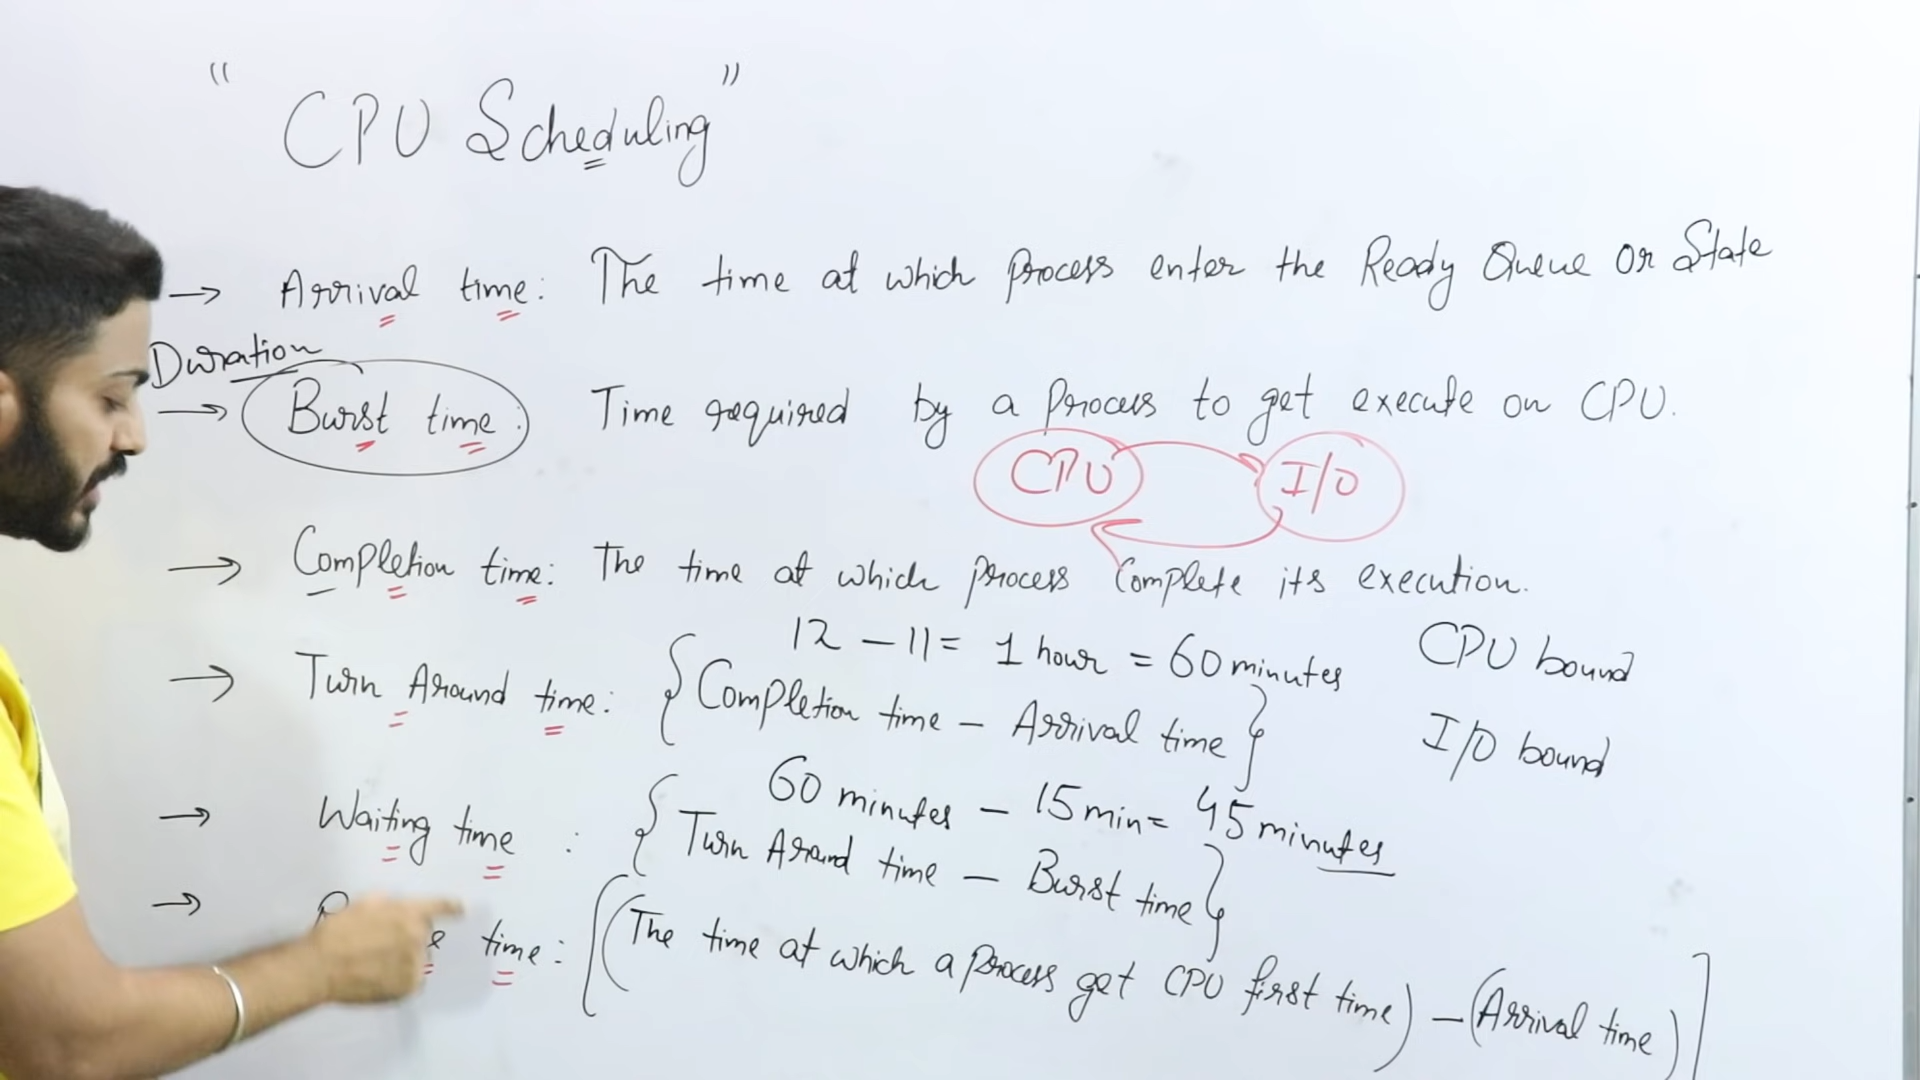 " CPU Scheduling "
→ Arrival time: The time at which process enter the Ready Queue or State
Duration
→ Burst time: Time required by a process to get execute on CPU.
CPU I/O
→ Completion time: The time at which process Complete its execution.
12 - 11 = 1 hour = 60 minutes
CPU bound
→ Turn Around time: {Completion time - Arrival time}
I/O bound
60 minutes - 15 min = 45 minutes
→ Waiting time : {Turn Around time - Burst time}
→ time: [(The time at which a process get CPU first time) - (Arrival time)]